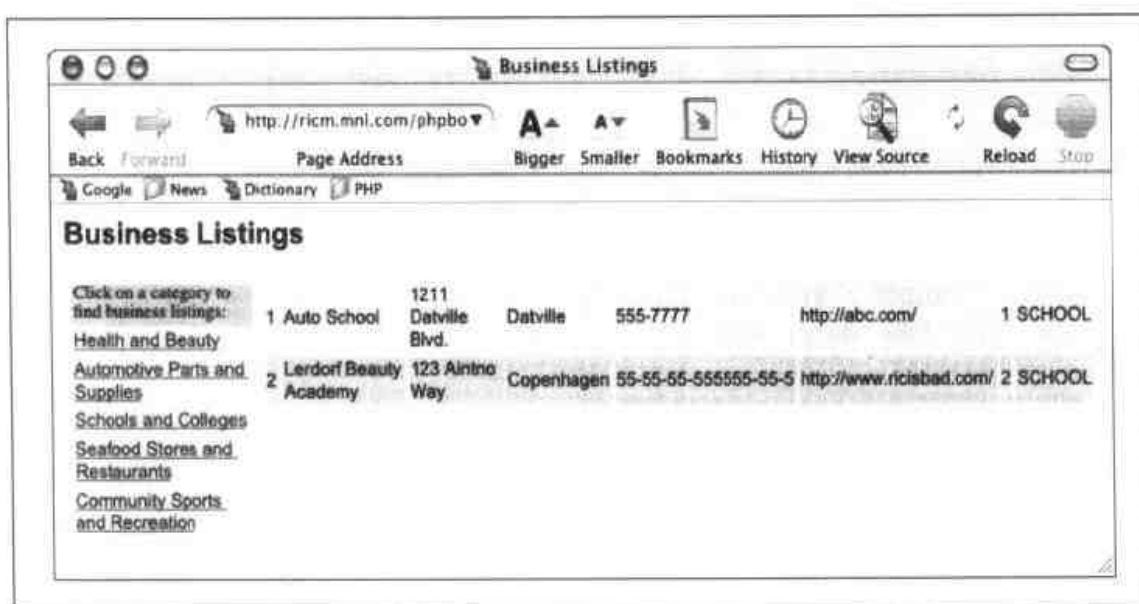 Business Listings
http://ricm.mnl.com/phpbo
A A
Back Forward Page Address Bigger Smaller Bookmarks History View Source Reload Stop
Google News Dictionary PHP
Business Listings
Click on a category to
find business listings:
Health and Beauty
Automotive Parts and
Supplies
Schools and Colleges
Seafood Stores and
Restaurants
Community Sports
and Recreation
1 Auto School 1211 Datville Blvd. Datville 555-7777 http://abc.com/ 1 SCHOOL
2 Lerdorf Beauty Academy 123 Aintno Way Copenhagen 55-55-55-555555-55-5 http://www.ricisbad.com/ 2 SCHOOL